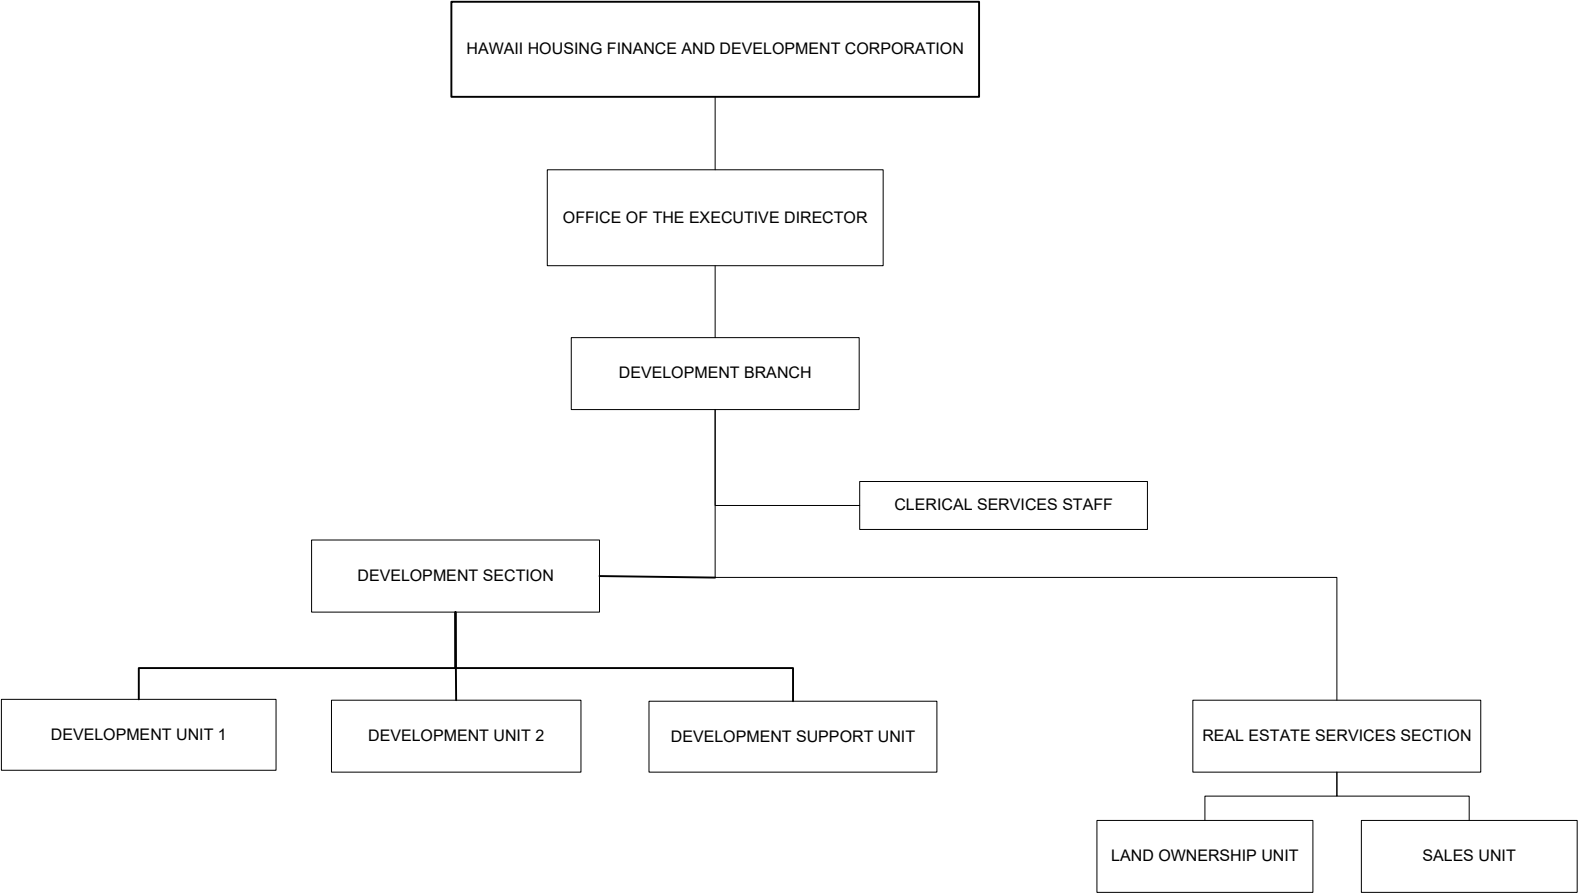 HAWAII HOUSING FINANCE AND DEVELOPMENT CORPORATION
OFFICE OF THE EXECUTIVE DIRECTOR
DEVELOPMENT BRANCH
CLERICAL SERVICES STAFF
DEVELOPMENT SECTION
DEVELOPMENT UNIT 1
DEVELOPMENT UNIT 2
DEVELOPMENT SUPPORT UNIT
REAL ESTATE SERVICES SECTION
LAND OWNERSHIP UNIT
SALES UNIT